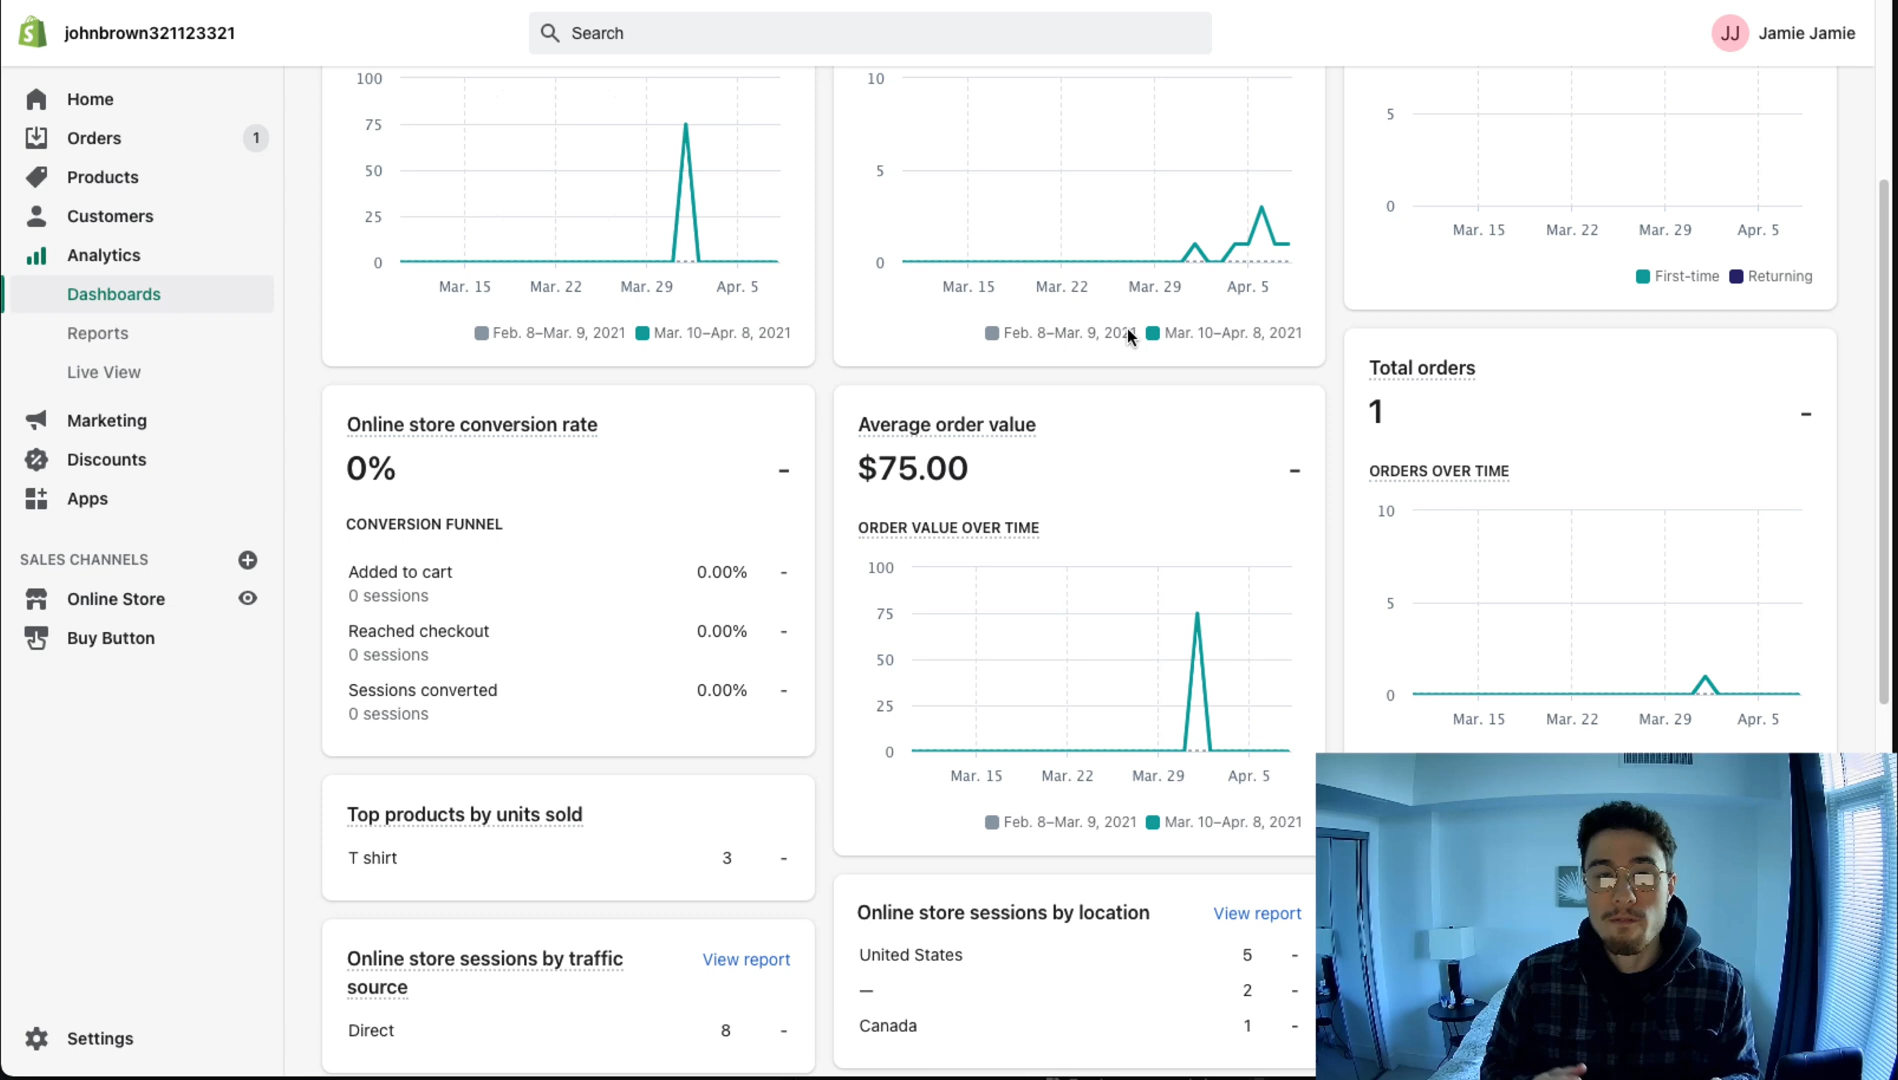 johnbrown321123321
Search
JJ Jamie Jamie
Home
Orders 1
Products
Customers
Analytics
Dashboards
Reports
Live View
Marketing
Discounts
Apps
SALES CHANNELS
Online Store
Buy Button
Settings
100
75
50
25
0
Mar. 15 Mar. 22 Mar. 29 Apr. 5
Feb. 8–Mar. 9, 2021 Mar. 10–Apr. 8, 2021
10
5
0
Mar. 15 Mar. 22 Mar. 29 Apr. 5
Feb. 8–Mar. 9, 2021 Mar. 10–Apr. 8, 2021
5
0
Mar. 15 Mar. 22 Mar. 29 Apr. 5
First-time Returning
Online store conversion rate
0% -
CONVERSION FUNNEL
Added to cart 0.00% -
0 sessions
Reached checkout 0.00% -
0 sessions
Sessions converted 0.00% -
0 sessions
Top products by units sold
T shirt 3 -
Online store sessions by traffic
source
View report
Direct 8 -
Average order value
$75.00 -
ORDER VALUE OVER TIME
100
75
50
25
0
Mar. 15 Mar. 22 Mar. 29 Apr. 5
Feb. 8–Mar. 9, 2021 Mar. 10–Apr. 8, 2021
Online store sessions by location View report
United States 5 -
— 2 -
Canada 1 -
Total orders
1 -
ORDERS OVER TIME
10
5
0
Mar. 15 Mar. 22 Mar. 29 Apr. 5